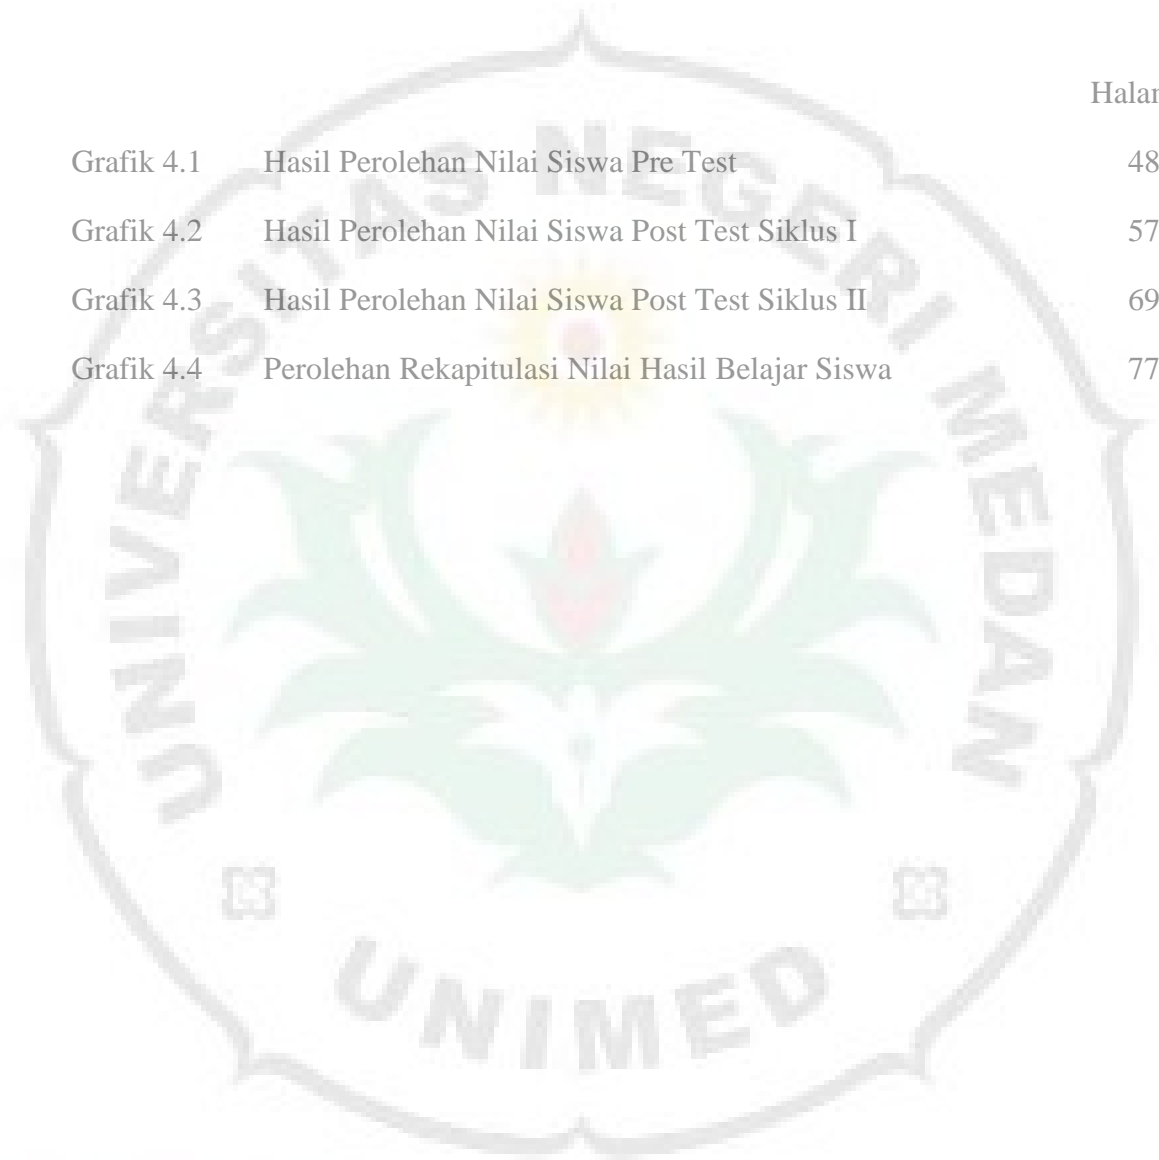 Halar
Grafik 4.1 Hasil Perolehan Nilai Siswa Pre Test 48
Grafik 4.2 Hasil Perolehan Nilai Siswa Post Test Siklus I 57
Grafik 4.3 Hasil Perolehan Nilai Siswa Post Test Siklus II 69
Grafik 4.4 Perolehan Rekapitulasi Nilai Hasil Belajar Siswa 77
UNIVERSITAS NEGERI MEDAN
UNIMED